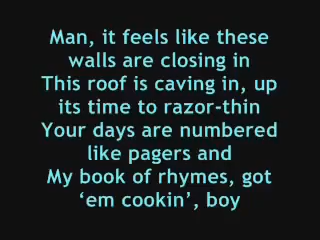 Man, it feels like these
walls are closing in
This roof is caving in, up
its time to razor-thin
Your days are numbered
like pagers and
My book of rhymes, got
‘em cookin’, boy